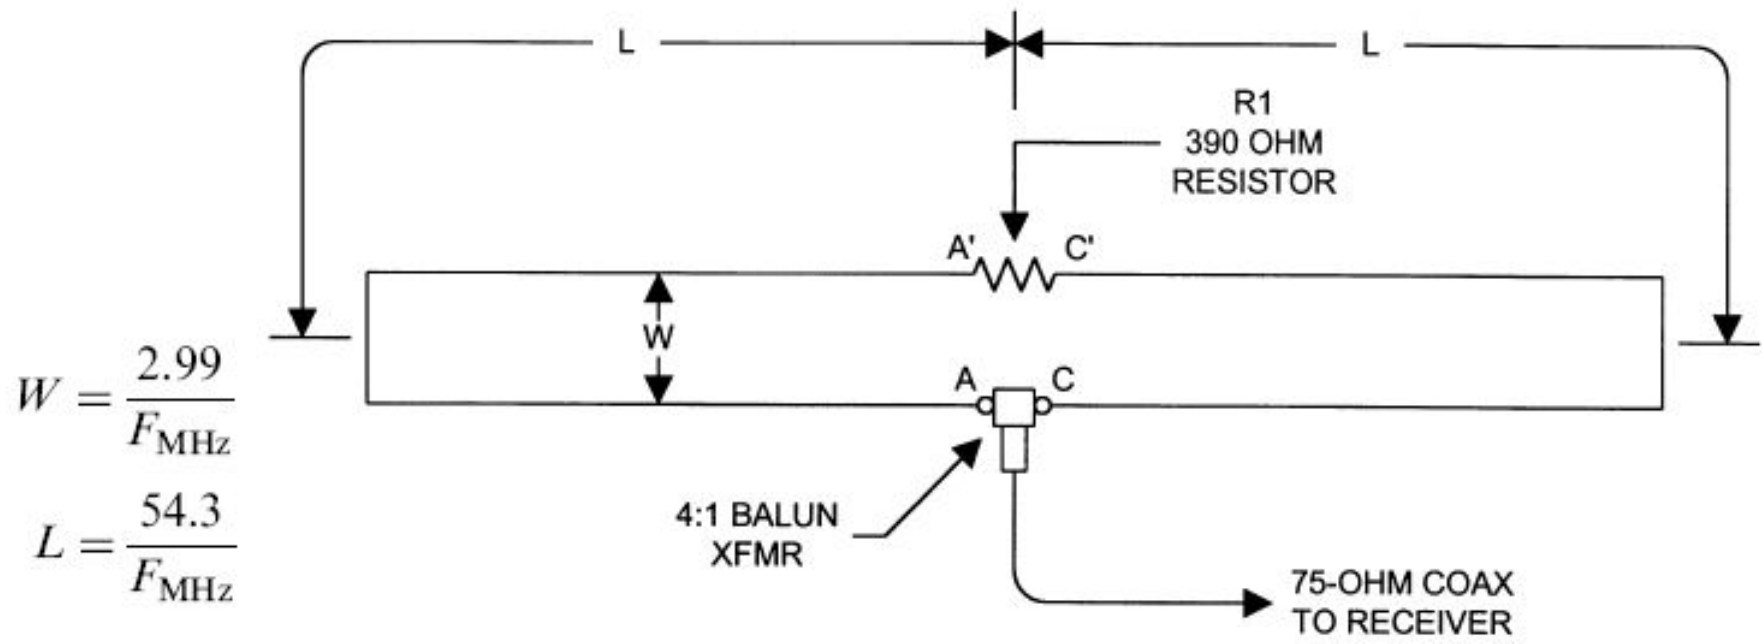 L
L
R1
390 OHM
RESISTOR
A'
C'
W
A
C
W = 2.99 / F_MHz
L = 54.3 / F_MHz
4:1 BALUN
XFMR
75-OHM COAX
TO RECEIVER